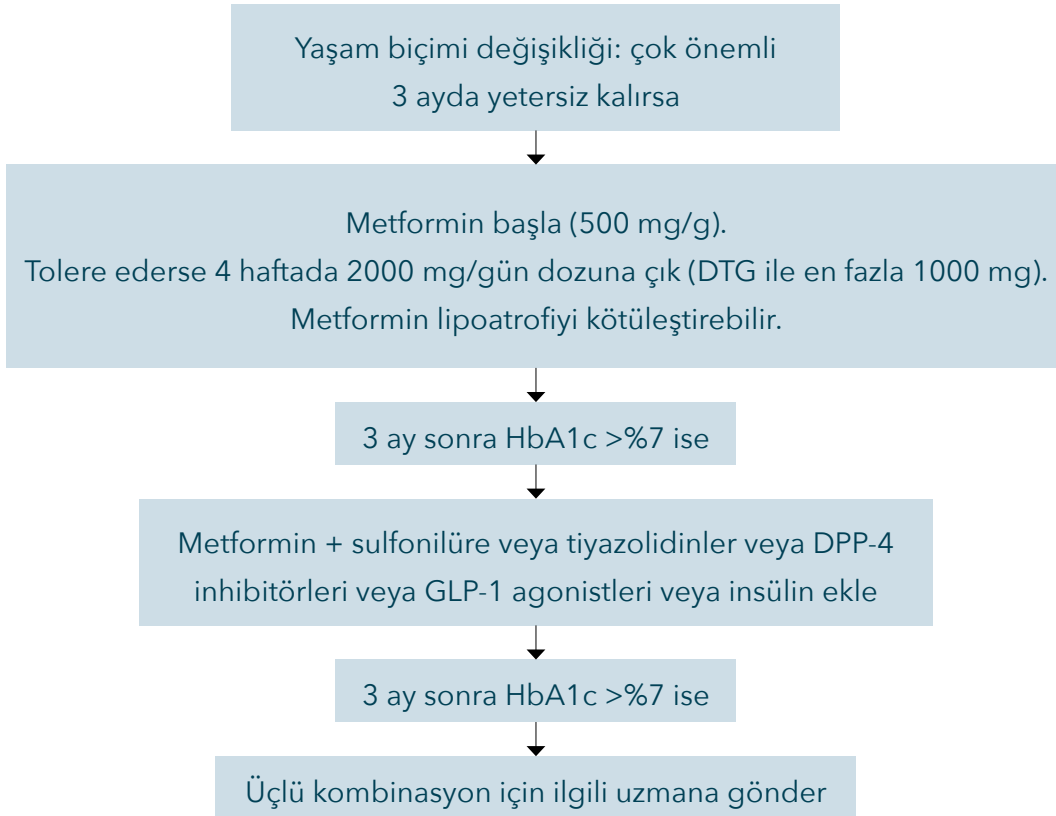 Yaşam biçimi değişikliği: çok önemli
3 ayda yetersiz kalırsa
Metformin başla (500 mg/g).
Tolere ederse 4 haftada 2000 mg/gün dozuna çık (DTG ile en fazla 1000 mg).
Metformin lipoatrofiyi kötüleştirebilir.
3 ay sonra HbA1c >%7 ise
Metformin + sulfonilüre veya tiyazolidinler veya DPP-4
inhibitörleri veya GLP-1 agonistleri veya insülin ekle
3 ay sonra HbA1c >%7 ise
Üçlü kombinasyon için ilgili uzmana gönder